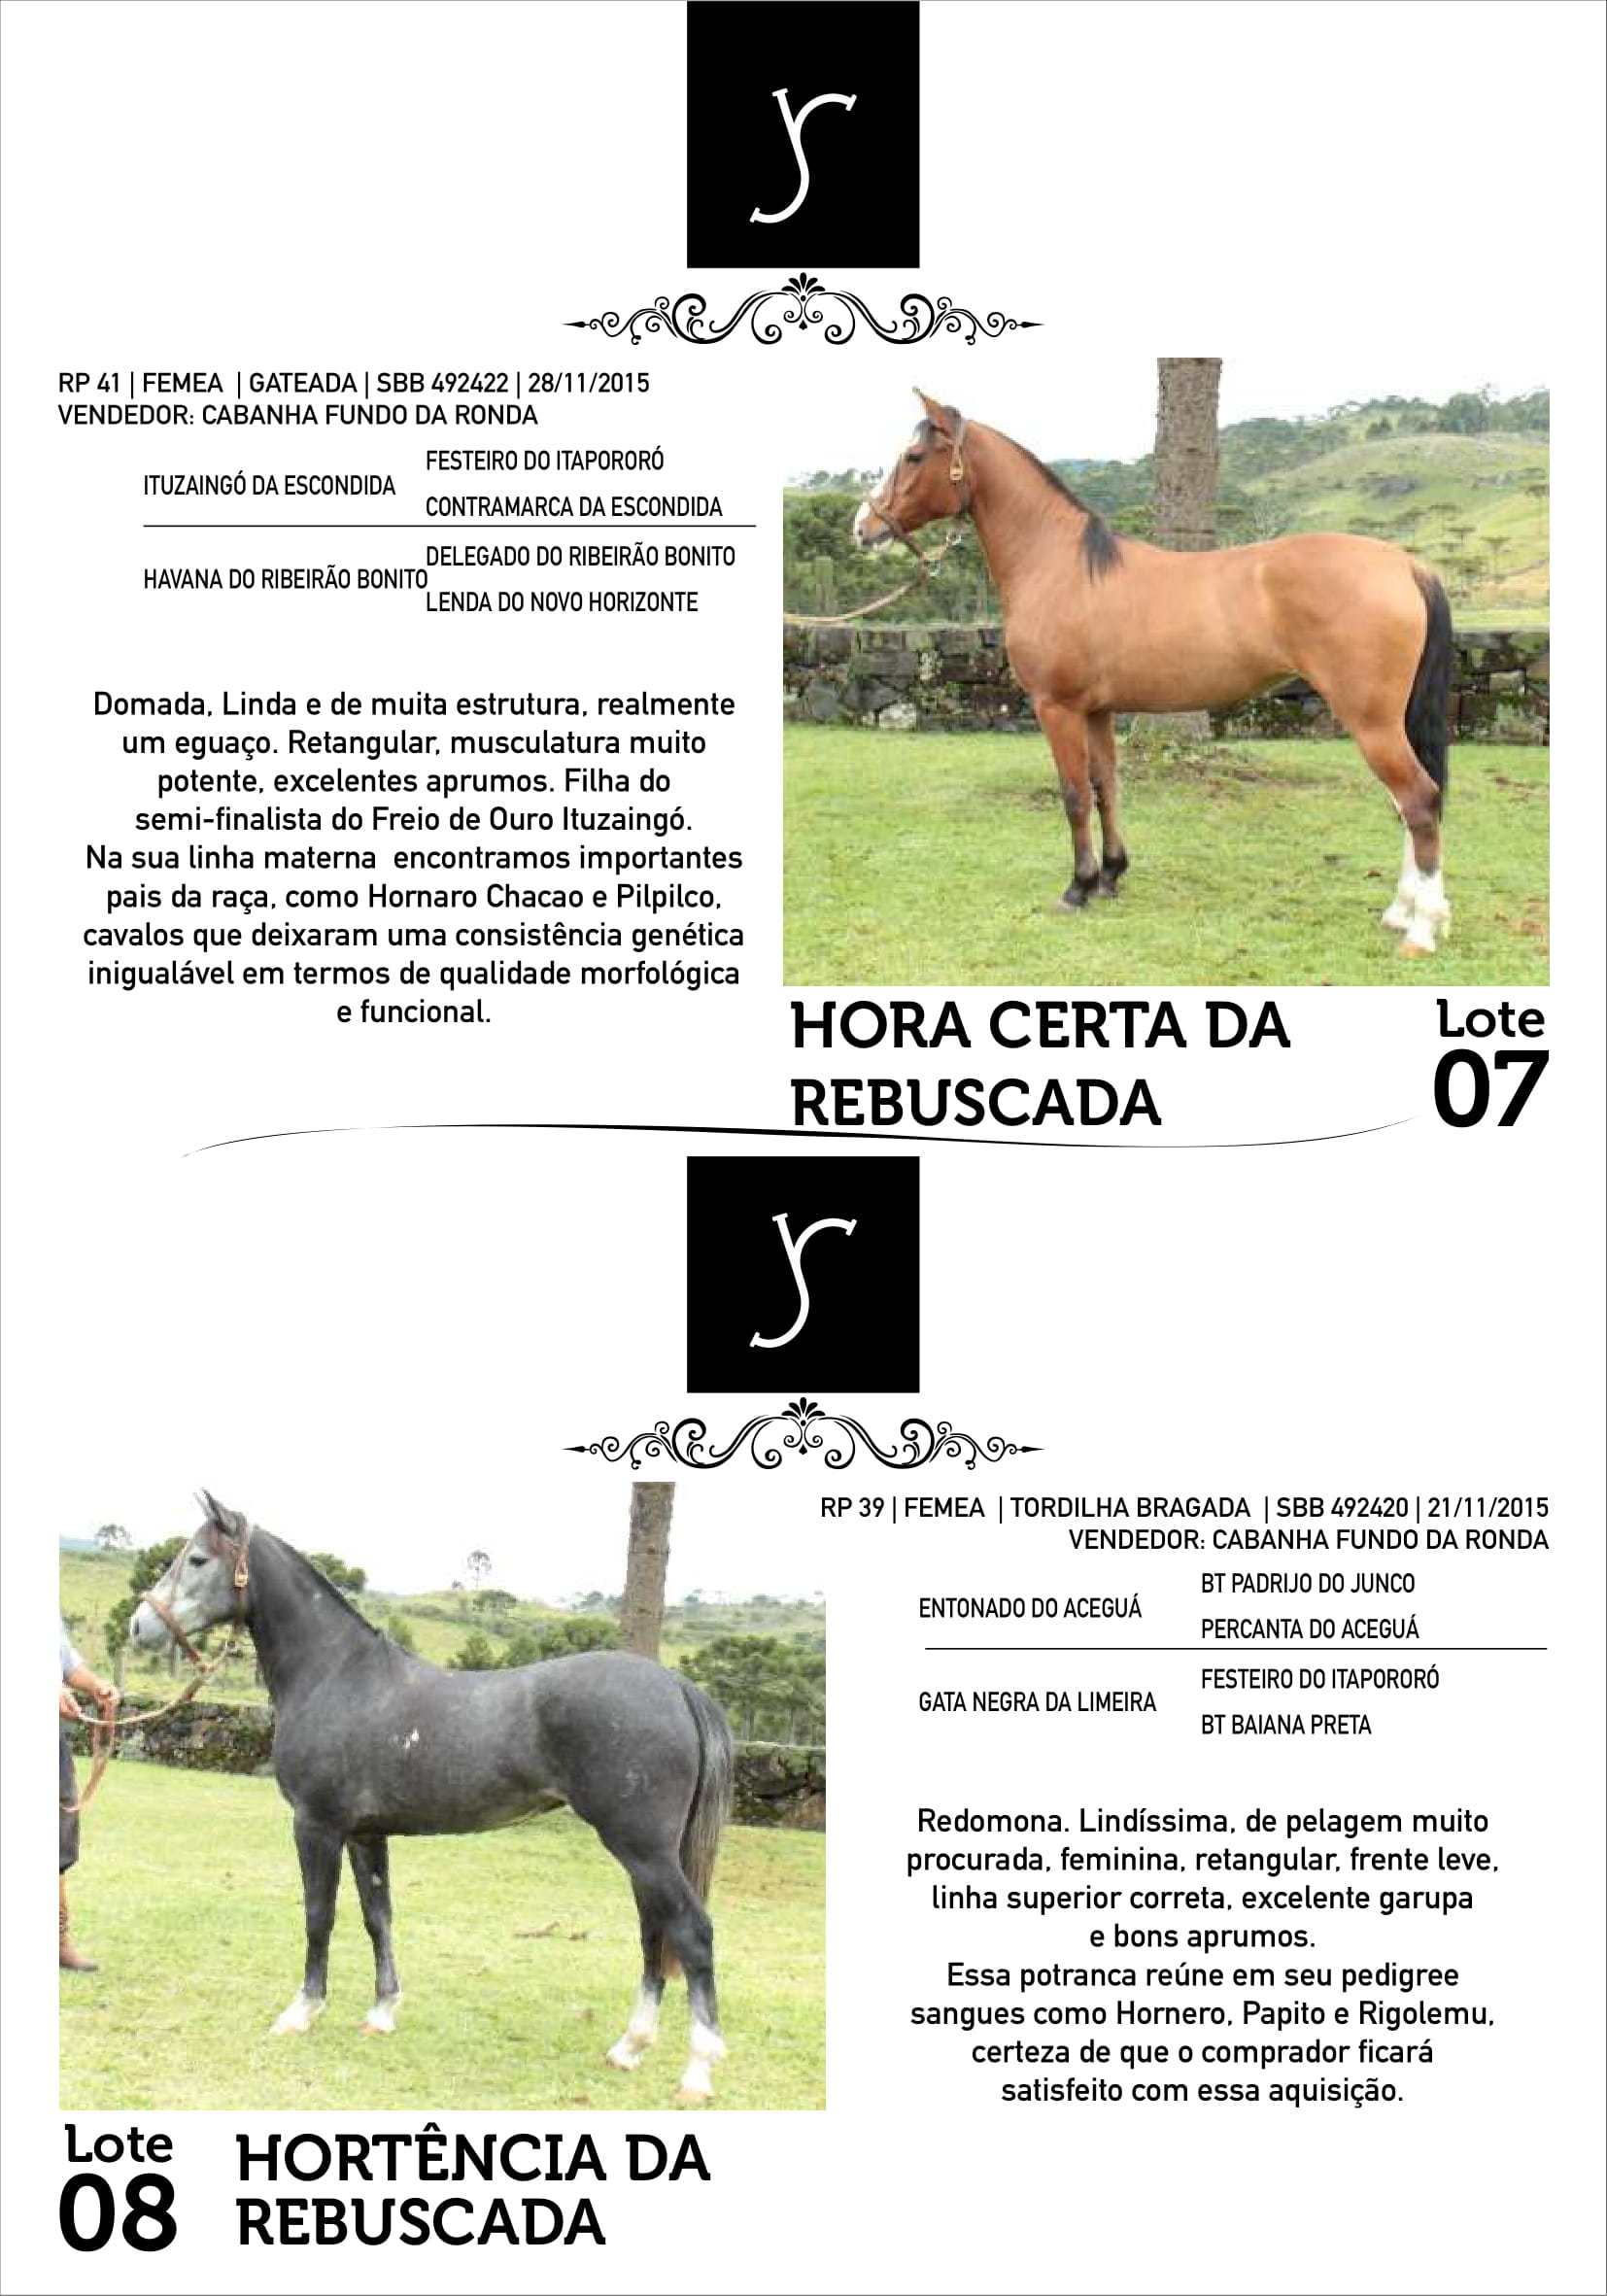 RP 41 | FEMEA | GATEADA | SBB 492422 | 28/11/2015
VENDEDOR: CABANHA FUNDO DA RONDA
ITUZAINGÓ DA ESCONDIDA
FESTEIRO DO ITAPORORÓ
CONTRAMARCA DA ESCONDIDA
HAVANA DO RIBEIRÃO BONITO
DELEGADO DO RIBEIRÃO BONITO
LENDA DO NOVO HORIZONTE
Domada, Linda e de muita estrutura, realmente
um eguaço. Retangular, musculatura muito
potente, excelentes aprumos. Filha do
semi-finalista do Freio de Ouro Ituzaingó.
Na sua linha materna encontramos importantes
pais da raça, como Hornaro Chacao e Pilpilco,
cavalos que deixaram uma consistência genética
inigualável em termos de qualidade morfológica
e funcional.
HORA CERTA DA
REBUSCADA
Lote
07
RP 39 | FEMEA | TORDILHA BRAGADA | SBB 492420 | 21/11/2015
VENDEDOR: CABANHA FUNDO DA RONDA
ENTONADO DO ACEGUÁ
BT PADRIJO DO JUNCO
PERCANTA DO ACEGUÁ
GATA NEGRA DA LIMEIRA
FESTEIRO DO ITAPORORÓ
BT BAIANA PRETA
Redomona. Lindíssima, de pelagem muito
procurada, feminina, retangular, frente leve,
linha superior correta, excelente garupa
e bons aprumos.
Essa potranca reúne em seu pedigree
sangues como Hornero, Papito e Rigolemu,
certeza de que o comprador ficará
satisfeito com essa aquisição.
Lote
08
HORTÊNCIA DA
REBUSCADA